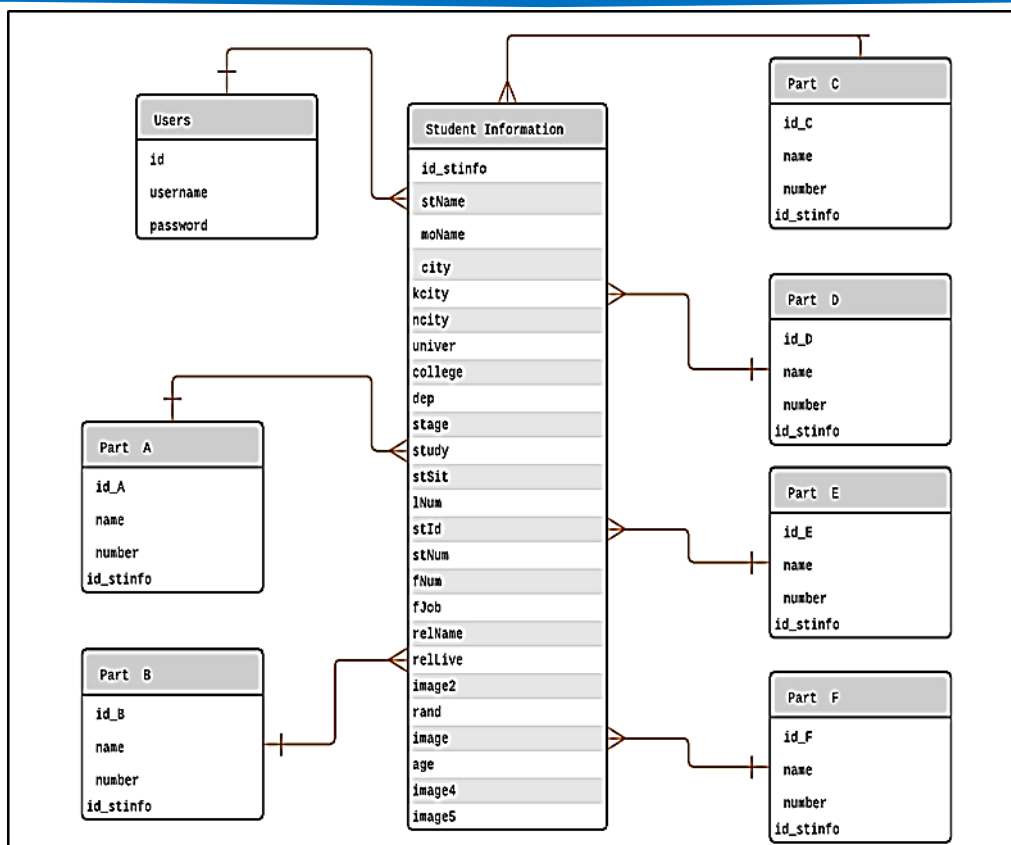 Users
id
username
password
Part A
id_A
name
number
id_stinfo
Part B
id_B
name
number
id_stinfo
Student Information
id_stinfo
stName
moName
city
kcity
ncity
univer
college
dep
stage
study
stSit
lNum
stId
stNum
fNum
fJob
relName
relLive
image2
rand
image
age
image4
image5
Part C
id_C
name
number
id_stinfo
Part D
id_D
name
number
id_stinfo
Part E
id_E
name
number
id_stinfo
Part F
id_F
name
number
id_stinfo